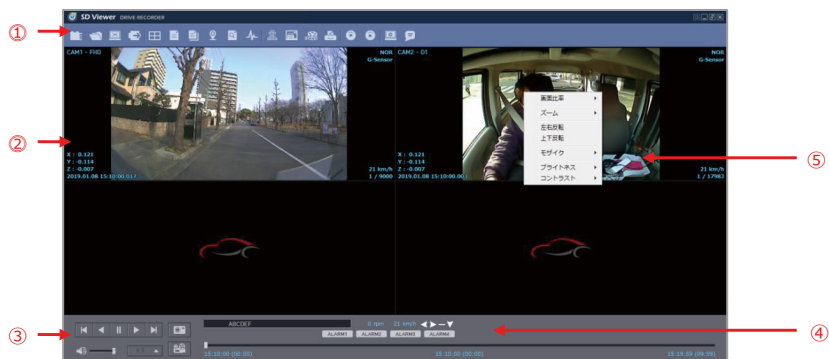 ①
SD Viewer DRIVE-RECORDER
CAM1 - FHD
NOR
G-Sensor
CAM2 - D1
NOR
G-Sensor
画面比率
ズーム
左右反転
上下反転
モザイク
ブライトネス
コントラスト
②
⑤
X : 0.121
Y : -0.114
Z : -0.007
2019.01.08 15:10:00.017
21 km/h
1 / 9000
X : 0.121
Y : -0.114
Z : -0.007
2019.01.08 15:10:00.003
21 km/h
1 / 17983
③
ABCDEF
0 rpm
21 km/h
④
ALARM1 ALARM2 ALARM3 ALARM4
15:10:00 (00:00)
15:10:00 (00:00)
15:19:59 (09:59)